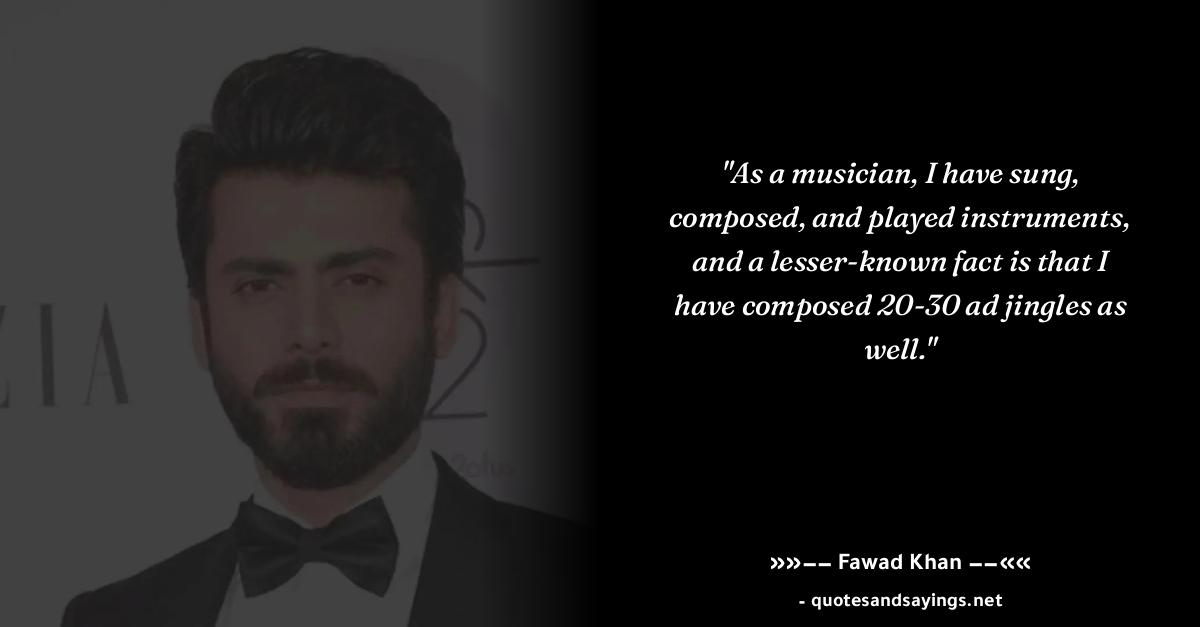 ZIA
"As a musician, I have sung,
composed, and played instruments,
and a lesser-known fact is that I
have composed 20-30 ad jingles as
well."
»»–– Fawad Khan ––««
- quotesandsayings.net